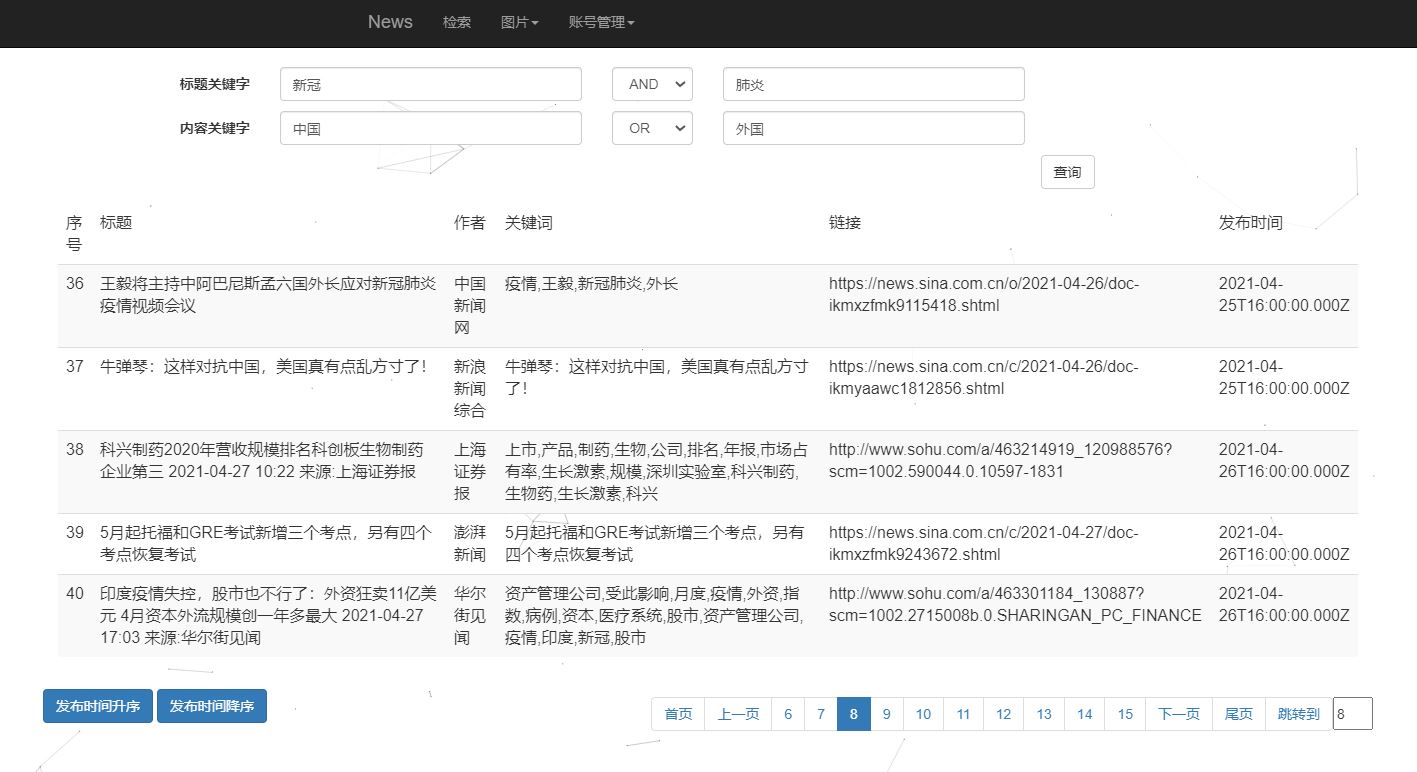 News 检索 图片 账号管理
标题关键字 新冠 AND 肺炎
内容关键字 中国 OR 外国
查询
序号 标题 作者 关键词 链接 发布时间
36 王毅将主持中阿巴尼斯孟六国外长应对新冠肺炎 中国 疫情,王毅,新冠肺炎,外长 https://news.sina.com.cn/o/2021-04-26/doc- 2021-04-
疫情视频会议 新闻 ikmxzfmk9115418.shtml 25T16:00:00.000Z
网
37 牛弹琴：这样对抗中国，美国真有点乱方寸了！ 新浪 牛弹琴：这样对抗中国，美国真有点乱方寸 https://news.sina.com.cn/c/2021-04-26/doc- 2021-04-
新闻 了！ ikmyaawc1812856.shtml 25T16:00:00.000Z
综合
38 科兴制药2020年营收规模排名科创板生物制药 上海 上市,产品,制药,生物,公司,排名,年报,市场占 http://www.sohu.com/a/463214919_120988576? 2021-04-
企业第三 2021-04-27 10:22 来源:上海证券报 证券 有率,生长激素,规模,深圳实验室,科兴制药, scm=1002.590044.0.10597-1831 26T16:00:00.000Z
报 生物药,生长激素,科兴
39 5月起托福和GRE考试新增三个考点，另有四个 澎湃 5月起托福和GRE考试新增三个考点，另有 https://news.sina.com.cn/c/2021-04-27/doc- 2021-04-
考点恢复考试 新闻 四个考点恢复考试 ikmxzfmk9243672.shtml 26T16:00:00.000Z
40 印度疫情失控，股市也不行了：外资狂卖11亿美 华尔 资产管理公司,受此影响,月度,疫情,外资,指 http://www.sohu.com/a/463301184_130887? 2021-04-
元 4月资本外流规模创一年多最大 2021-04-27 街见 数,病例,资本,医疗系统,股市,资产管理公司, scm=1002.2715008b.0.SHARINGAN_PC_FINANCE 26T16:00:00.000Z
17:03 来源:华尔街见闻 闻 疫情,印度,新冠,股市
发布时间升序 发布时间降序 首页 上一页 6 7 8 9 10 11 12 13 14 15 下一页 尾页 跳转到 8